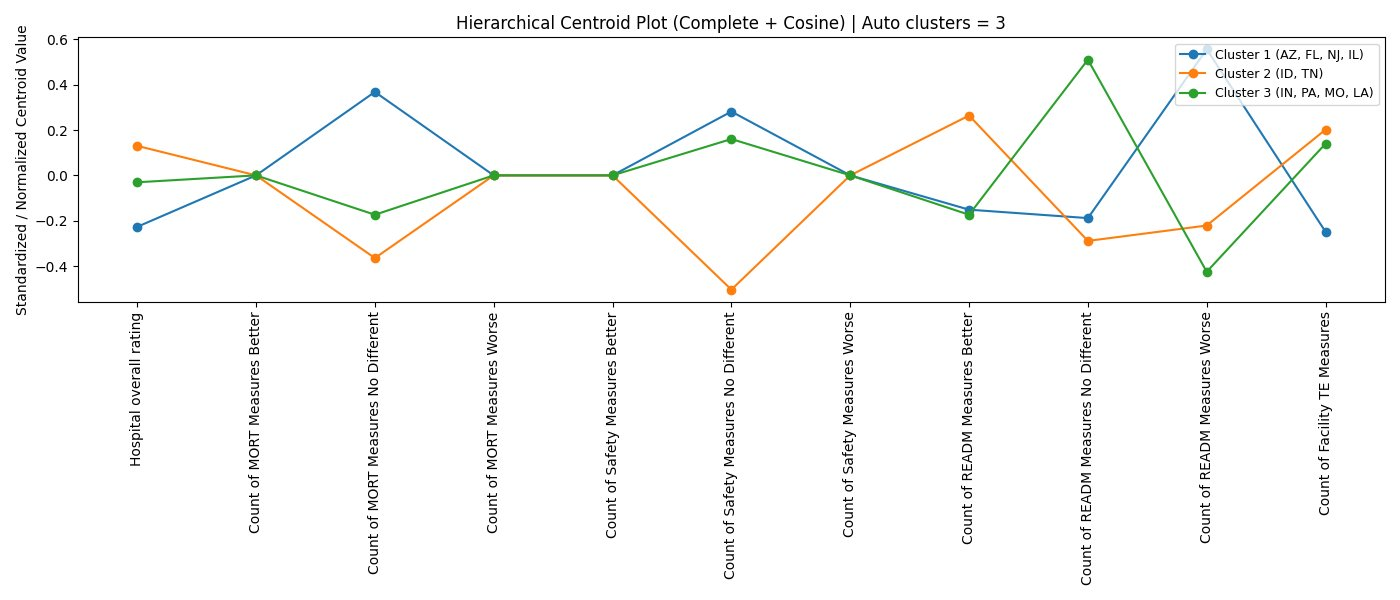 Hierarchical Centroid Plot (Complete + Cosine) | Auto clusters = 3
Standardized / Normalized Centroid Value
0.6
0.4
0.2
0.0
−0.2
−0.4
Cluster 1 (AZ, FL, NJ, IL)
Cluster 2 (ID, TN)
Cluster 3 (IN, PA, MO, LA)
Hospital overall rating
Count of MORT Measures Better
Count of MORT Measures No Different
Count of MORT Measures Worse
Count of Safety Measures Better
Count of Safety Measures No Different
Count of Safety Measures Worse
Count of READM Measures Better
Count of READM Measures No Different
Count of READM Measures Worse
Count of Facility TE Measures